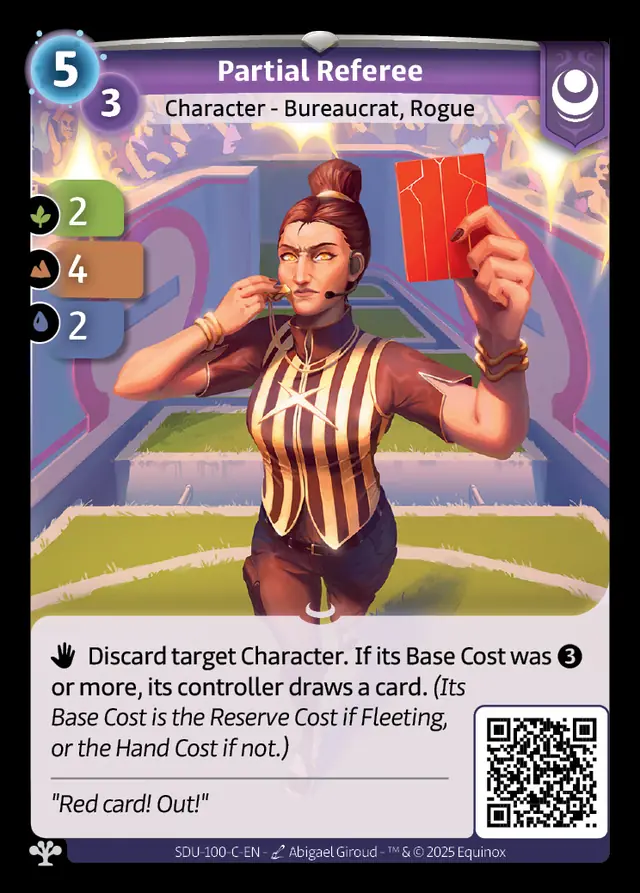 5
Partial Referee
3
Character - Bureaucrat, Rogue
2
4
2
Discard target Character. If its Base Cost was 3
or more, its controller draws a card. (Its
Base Cost is the Reserve Cost if Fleeting,
or the Hand Cost if not.)
"Red card! Out!"
SDU-100-C-EN - Abigael Giroud - ™ & © 2025 Equinox